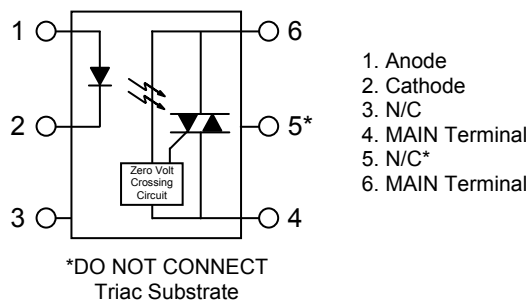 1
6
2
5*
3
4
Zero Volt
Crossing
Circuit
1. Anode
2. Cathode
3. N/C
4. MAIN Terminal
5. N/C*
6. MAIN Terminal
*DO NOT CONNECT
Triac Substrate